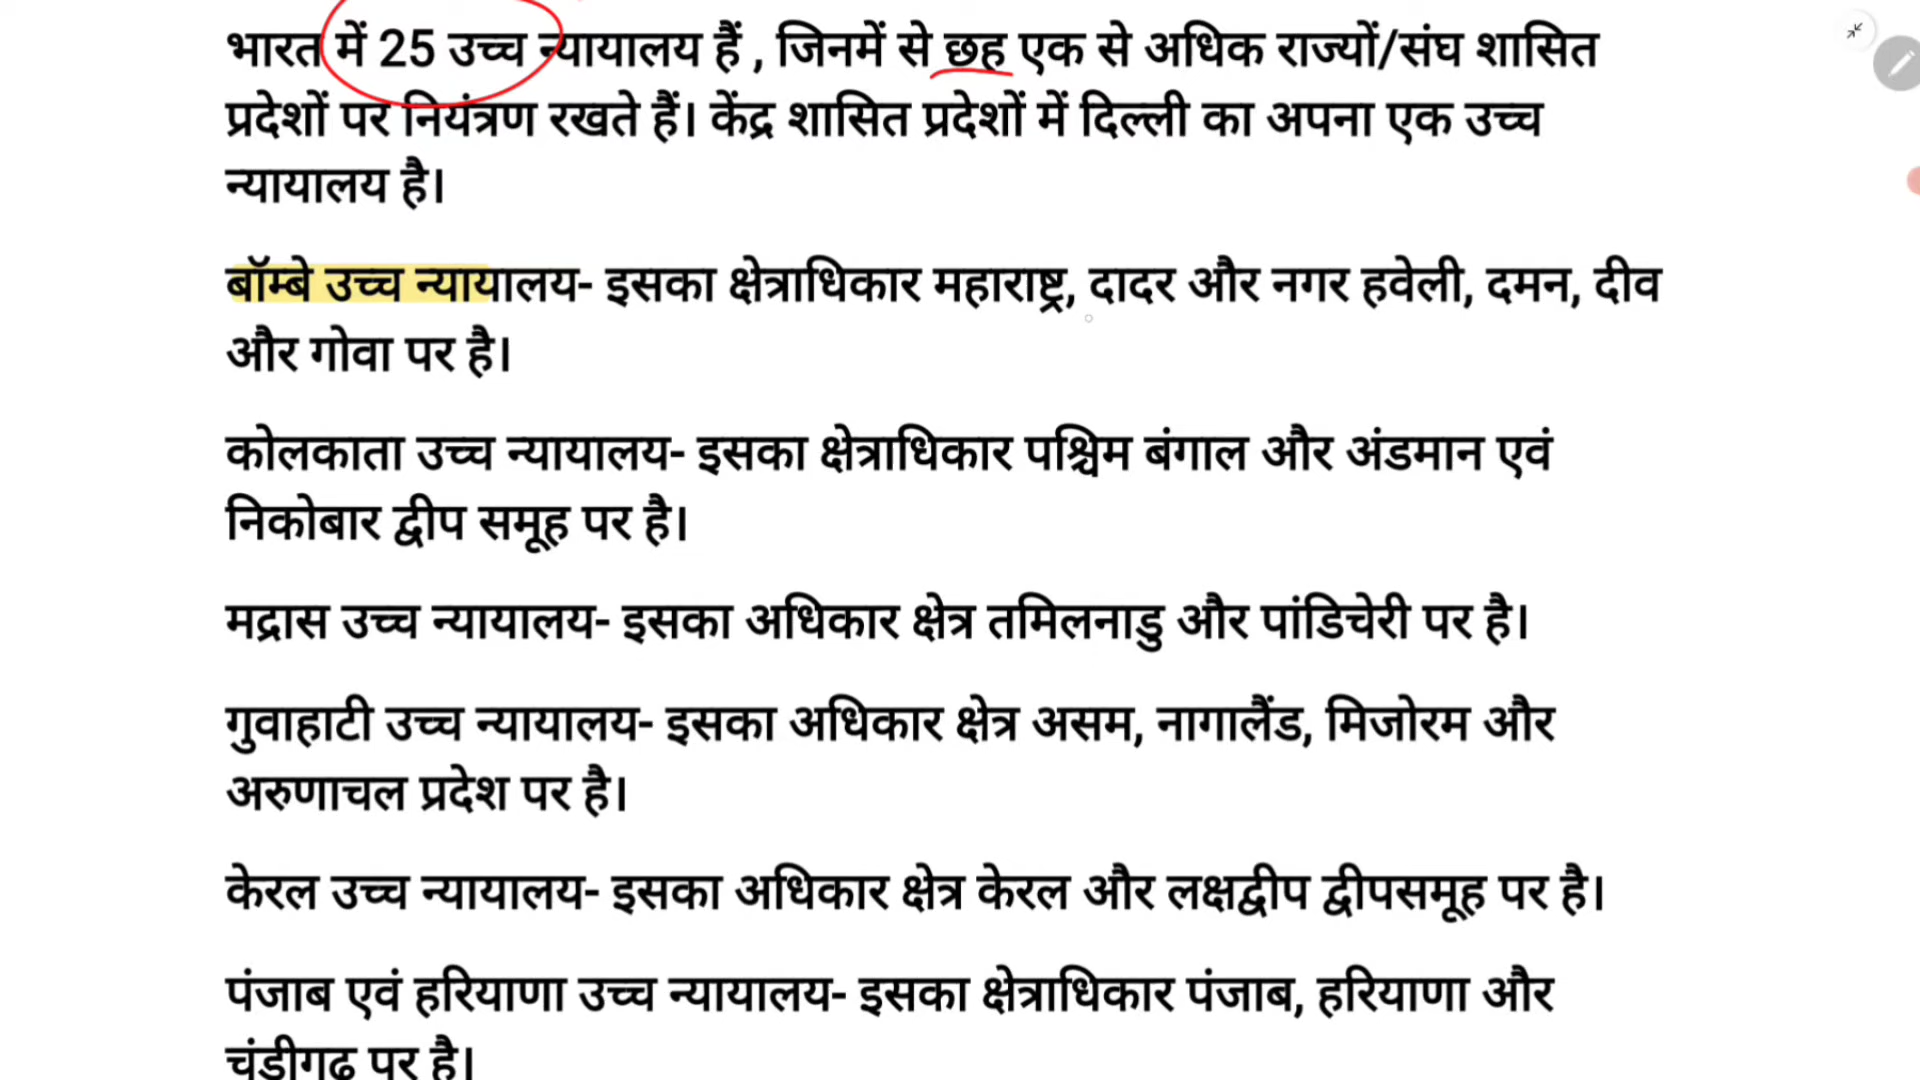 भारत में 25 उच्च न्यायालय हैं , जिनमें से छह एक से अधिक राज्यों/संघ शासित
प्रदेशों पर नियंत्रण रखते हैं। केंद्र शासित प्रदेशों में दिल्ली का अपना एक उच्च
न्यायालय है।
बॉम्बे उच्च न्यायालय- इसका क्षेत्राधिकार महाराष्ट्र, दादर और नगर हवेली, दमन, दीव
और गोवा पर है।
कोलकाता उच्च न्यायालय- इसका क्षेत्राधिकार पश्चिम बंगाल और अंडमान एवं
निकोबार द्वीप समूह पर है।
मद्रास उच्च न्यायालय- इसका अधिकार क्षेत्र तमिलनाडु और पांडिचेरी पर है।
गुवाहाटी उच्च न्यायालय- इसका अधिकार क्षेत्र असम, नागालैंड, मिजोरम और
अरुणाचल प्रदेश पर है।
केरल उच्च न्यायालय- इसका अधिकार क्षेत्र केरल और लक्षद्वीप द्वीपसमूह पर है।
पंजाब एवं हरियाणा उच्च न्यायालय- इसका क्षेत्राधिकार पंजाब, हरियाणा और
चंडीगढ़ पर है।